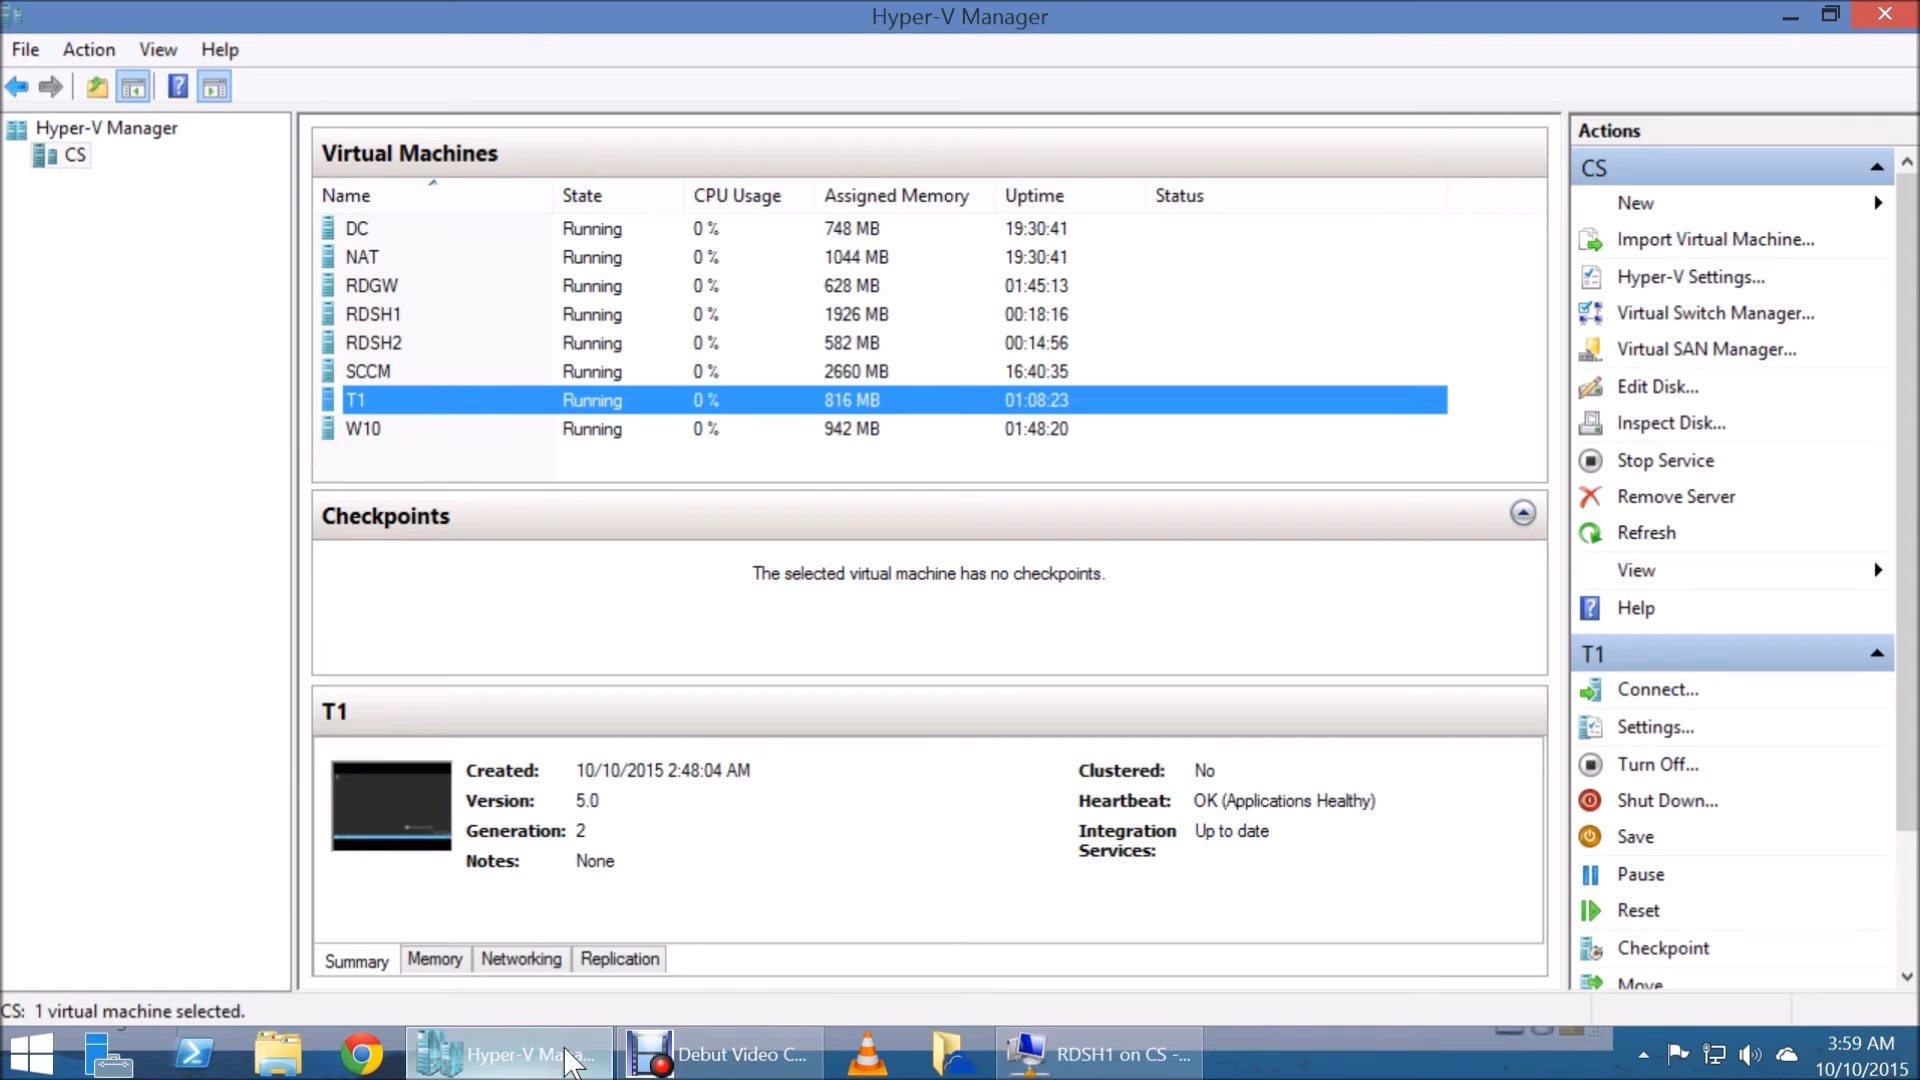 Hyper-V Manager
File Action View Help
Hyper-V Manager
CS
Virtual Machines
Name State CPU Usage Assigned Memory Uptime Status
DC Running 0 % 748 MB 19:30:41
NAT Running 0 % 1044 MB 19:30:41
RDGW Running 0 % 628 MB 01:45:13
RDSH1 Running 0 % 1926 MB 00:18:16
RDSH2 Running 0 % 582 MB 00:14:56
SCCM Running 0 % 2660 MB 16:40:35
T1 Running 0 % 816 MB 01:08:23
W10 Running 0 % 942 MB 01:48:20
Checkpoints
The selected virtual machine has no checkpoints.
T1
Created: 10/10/2015 2:48:04 AM
Version: 5.0
Generation: 2
Notes: None
Clustered: No
Heartbeat: OK (Applications Healthy)
Integration Services: Up to date
Summary Memory Networking Replication
Actions
CS
New
Import Virtual Machine...
Hyper-V Settings...
Virtual Switch Manager...
Virtual SAN Manager...
Edit Disk...
Inspect Disk...
Stop Service
Remove Server
Refresh
View
Help
T1
Connect...
Settings...
Turn Off...
Shut Down...
Save
Pause
Reset
Checkpoint
Move
CS: 1 virtual machine selected.
Hyper-V Mana...
Debut Video C...
RDSH1 on CS -...
3:59 AM
10/10/2015